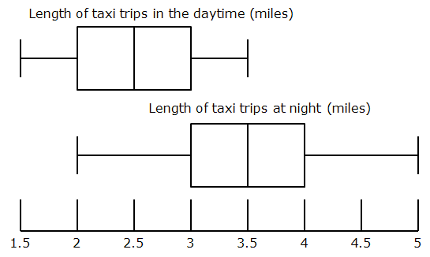 Length of taxi trips in the daytime (miles)
Length of taxi trips at night (miles)
1.5 2 2.5 3 3.5 4 4.5 5